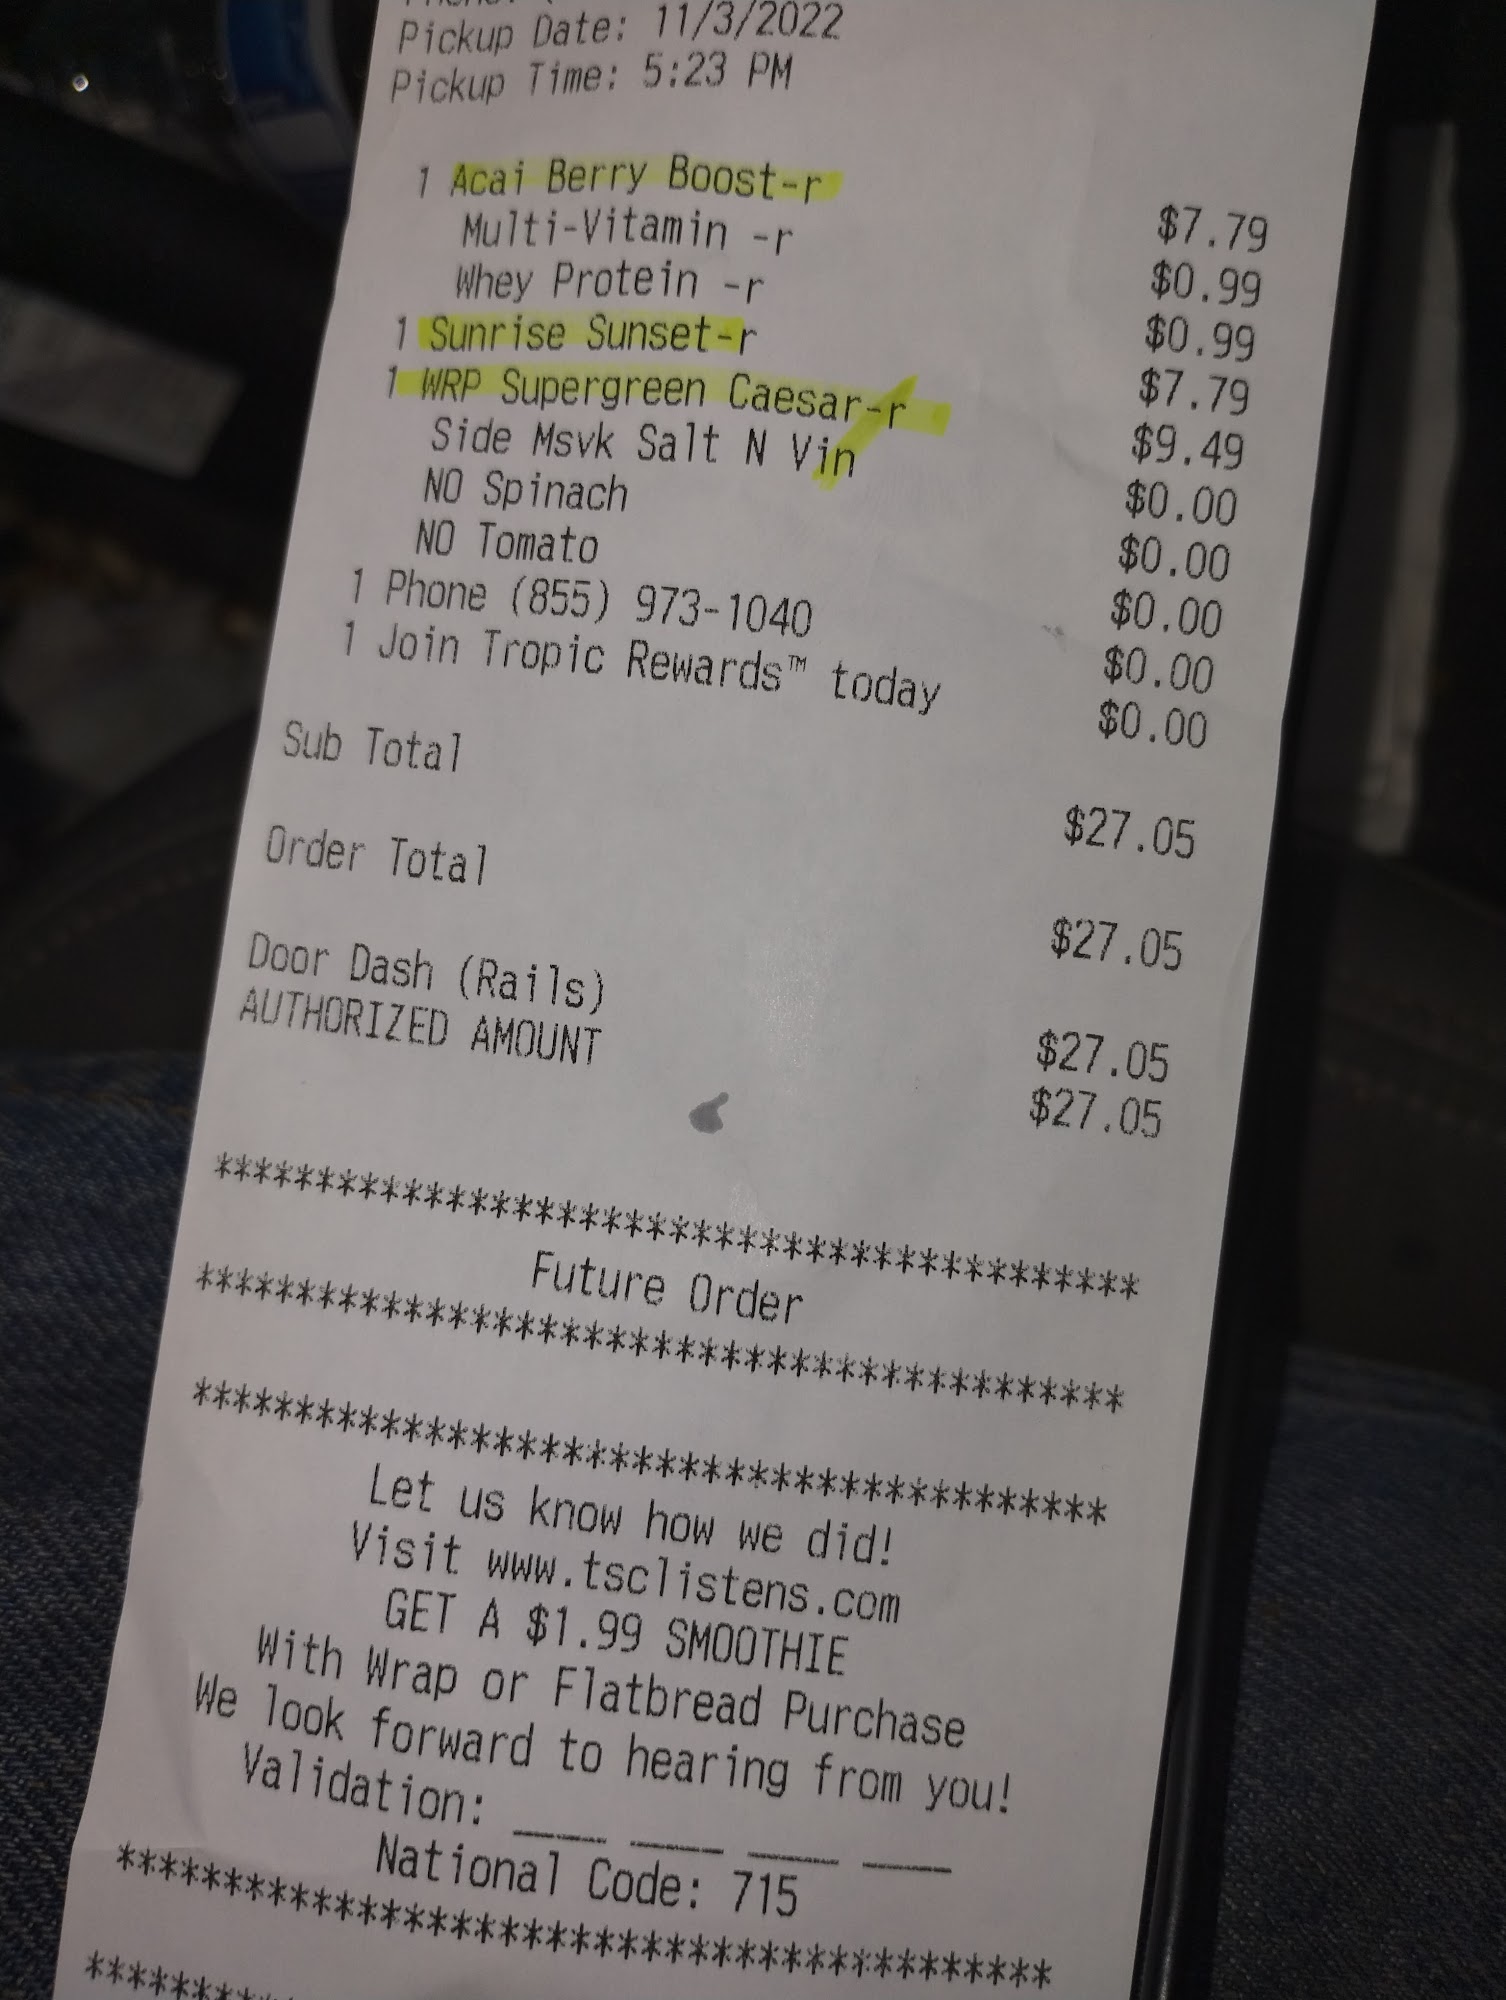 Pickup Date: 11/3/2022
Pickup Time: 5:23 PM
1 Acai Berry Boost-r $7.79
Multi-Vitamin -r $0.99
Whey Protein -r $0.99
1 Sunrise Sunset-r $7.79
1 WRP Supergreen Caesar-r $9.49
Side Msvk Salt N Vin $0.00
NO Spinach $0.00
NO Tomato $0.00
1 Phone (855) 973-1040 $0.00
1 Join Tropic Rewards™ today $0.00
Sub Total $27.05
Order Total $27.05
Door Dash (Rails) $27.05
AUTHORIZED AMOUNT $27.05
*******************************************
Future Order
*******************************************
*******************************************
Let us know how we did!
Visit www.tsclistens.com
GET A $1.99 SMOOTHIE
With Wrap or Flatbread Purchase
We look forward to hearing from you!
Validation: ____ ____ ____ ____
National Code: 715
*******************************************
**********